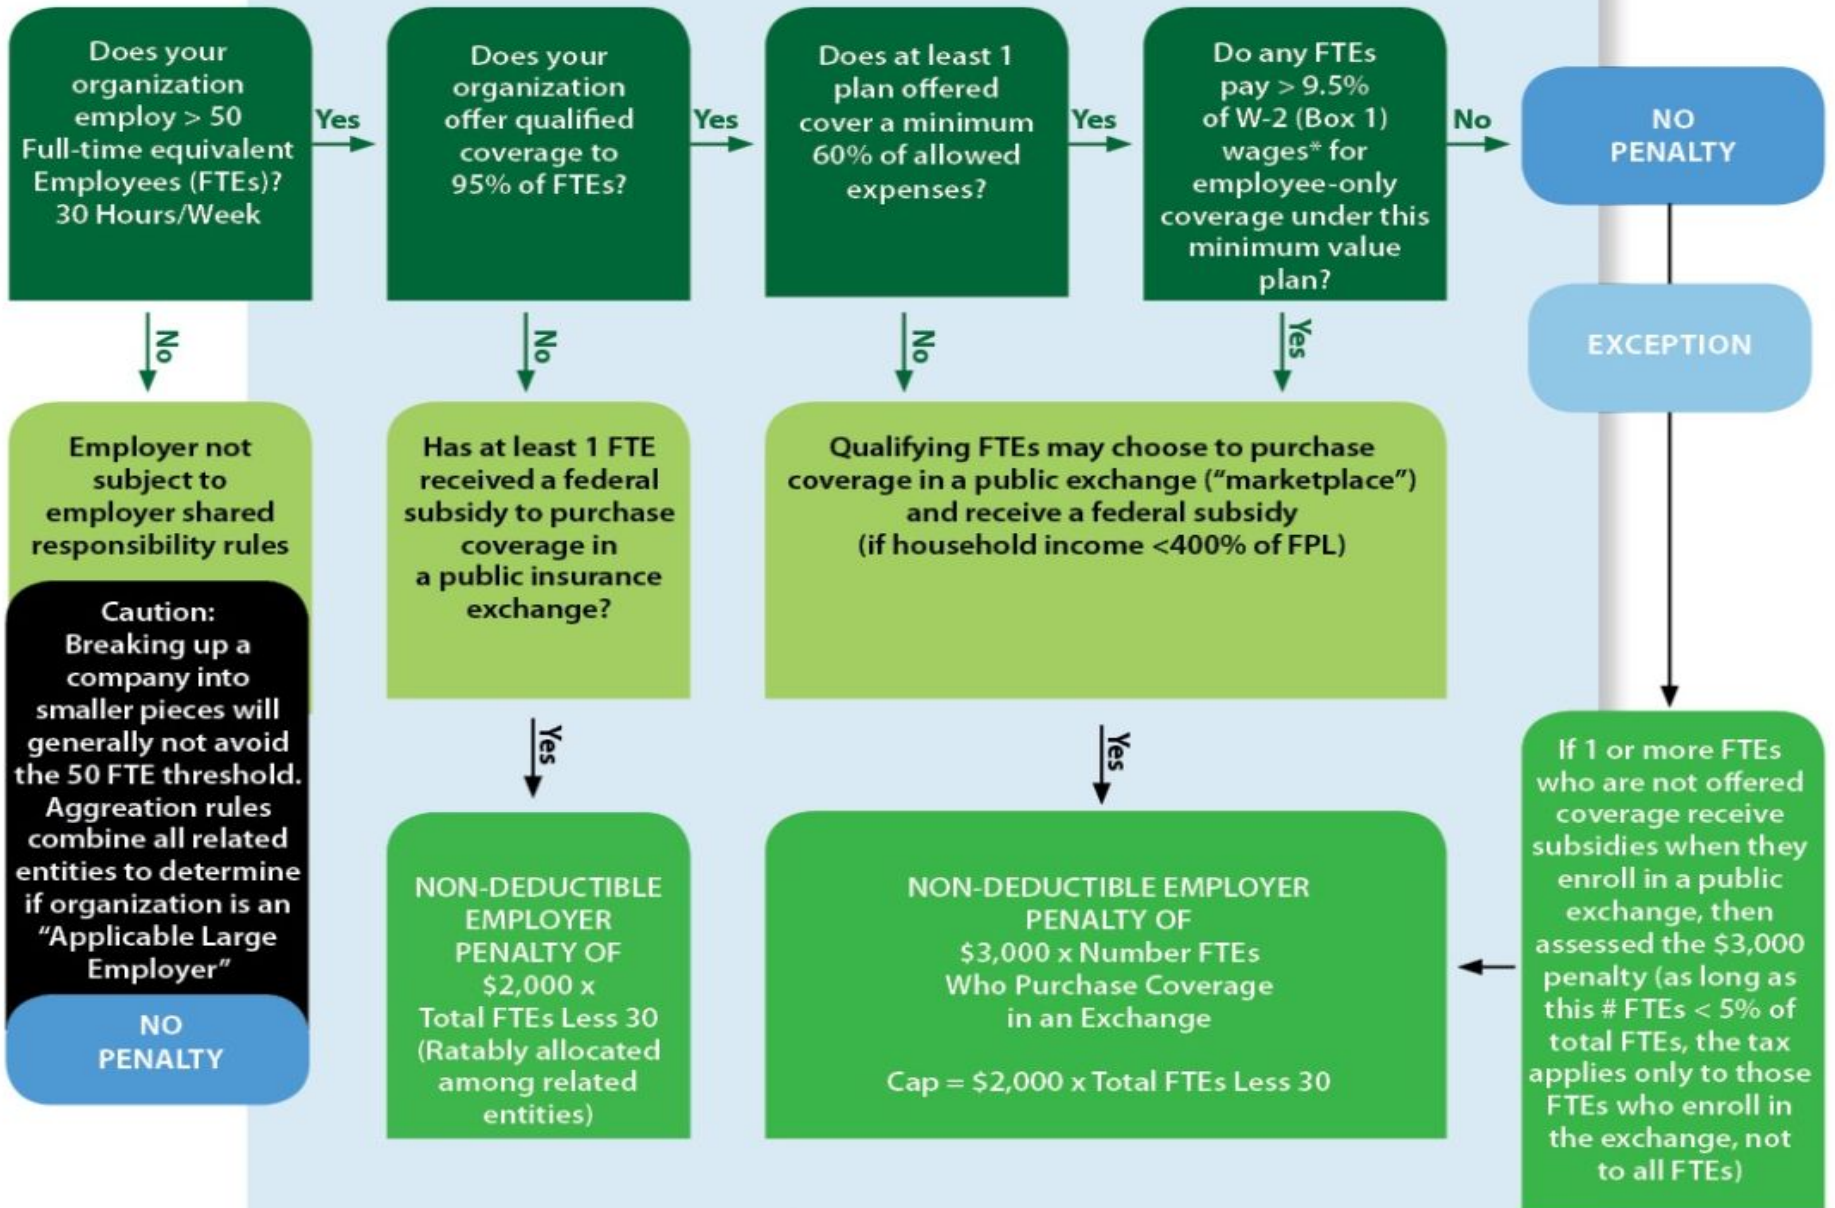 Does your
organization
employ > 50
Full-time equivalent
Employees (FTEs)?
30 Hours/Week
Yes
Does your
organization
offer qualified
coverage to
95% of FTEs?
Yes
Does at least 1
plan offered
cover a minimum
60% of allowed
expenses?
Yes
Do any FTEs
pay > 9.5%
of W-2 (Box 1)
wages* for
employee-only
coverage under this
minimum value
plan?
No
NO
PENALTY
EXCEPTION
No
No
No
Yes
Employer not
subject to
employer shared
responsibility rules
Caution:
Breaking up a
company into
smaller pieces will
generally not avoid
the 50 FTE threshold.
Aggreation rules
combine all related
entities to determine
if organization is an
“Applicable Large
Employer”
NO
PENALTY
Has at least 1 FTE
received a federal
subsidy to purchase
coverage in
a public insurance
exchange?
Yes
NON-DEDUCTIBLE
EMPLOYER
PENALTY OF
$2,000 x
Total FTEs Less 30
(Ratably allocated
among related
entities)
Qualifying FTEs may choose to purchase
coverage in a public exchange (“marketplace”)
and receive a federal subsidy
(if household income <400% of FPL)
Yes
NON-DEDUCTIBLE EMPLOYER
PENALTY OF
$3,000 x Number FTEs
Who Purchase Coverage
in an Exchange
Cap = $2,000 x Total FTEs Less 30
If 1 or more FTEs
who are not offered
coverage receive
subsidies when they
enroll in a public
exchange, then
assessed the $3,000
penalty (as long as
this # FTEs < 5% of
total FTEs, the tax
applies only to those
FTEs who enroll in
the exchange, not
to all FTEs)